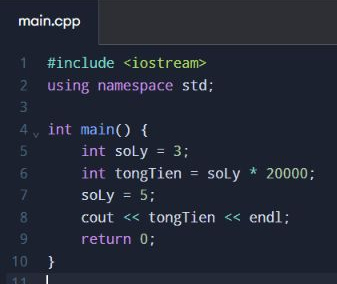 main.cpp
1 #include <iostream>
2 using namespace std;
3
4 int main() {
5     int soLy = 3;
6     int tongTien = soLy * 20000;
7     soLy = 5;
8     cout << tongTien << endl;
9     return 0;
10 }
11